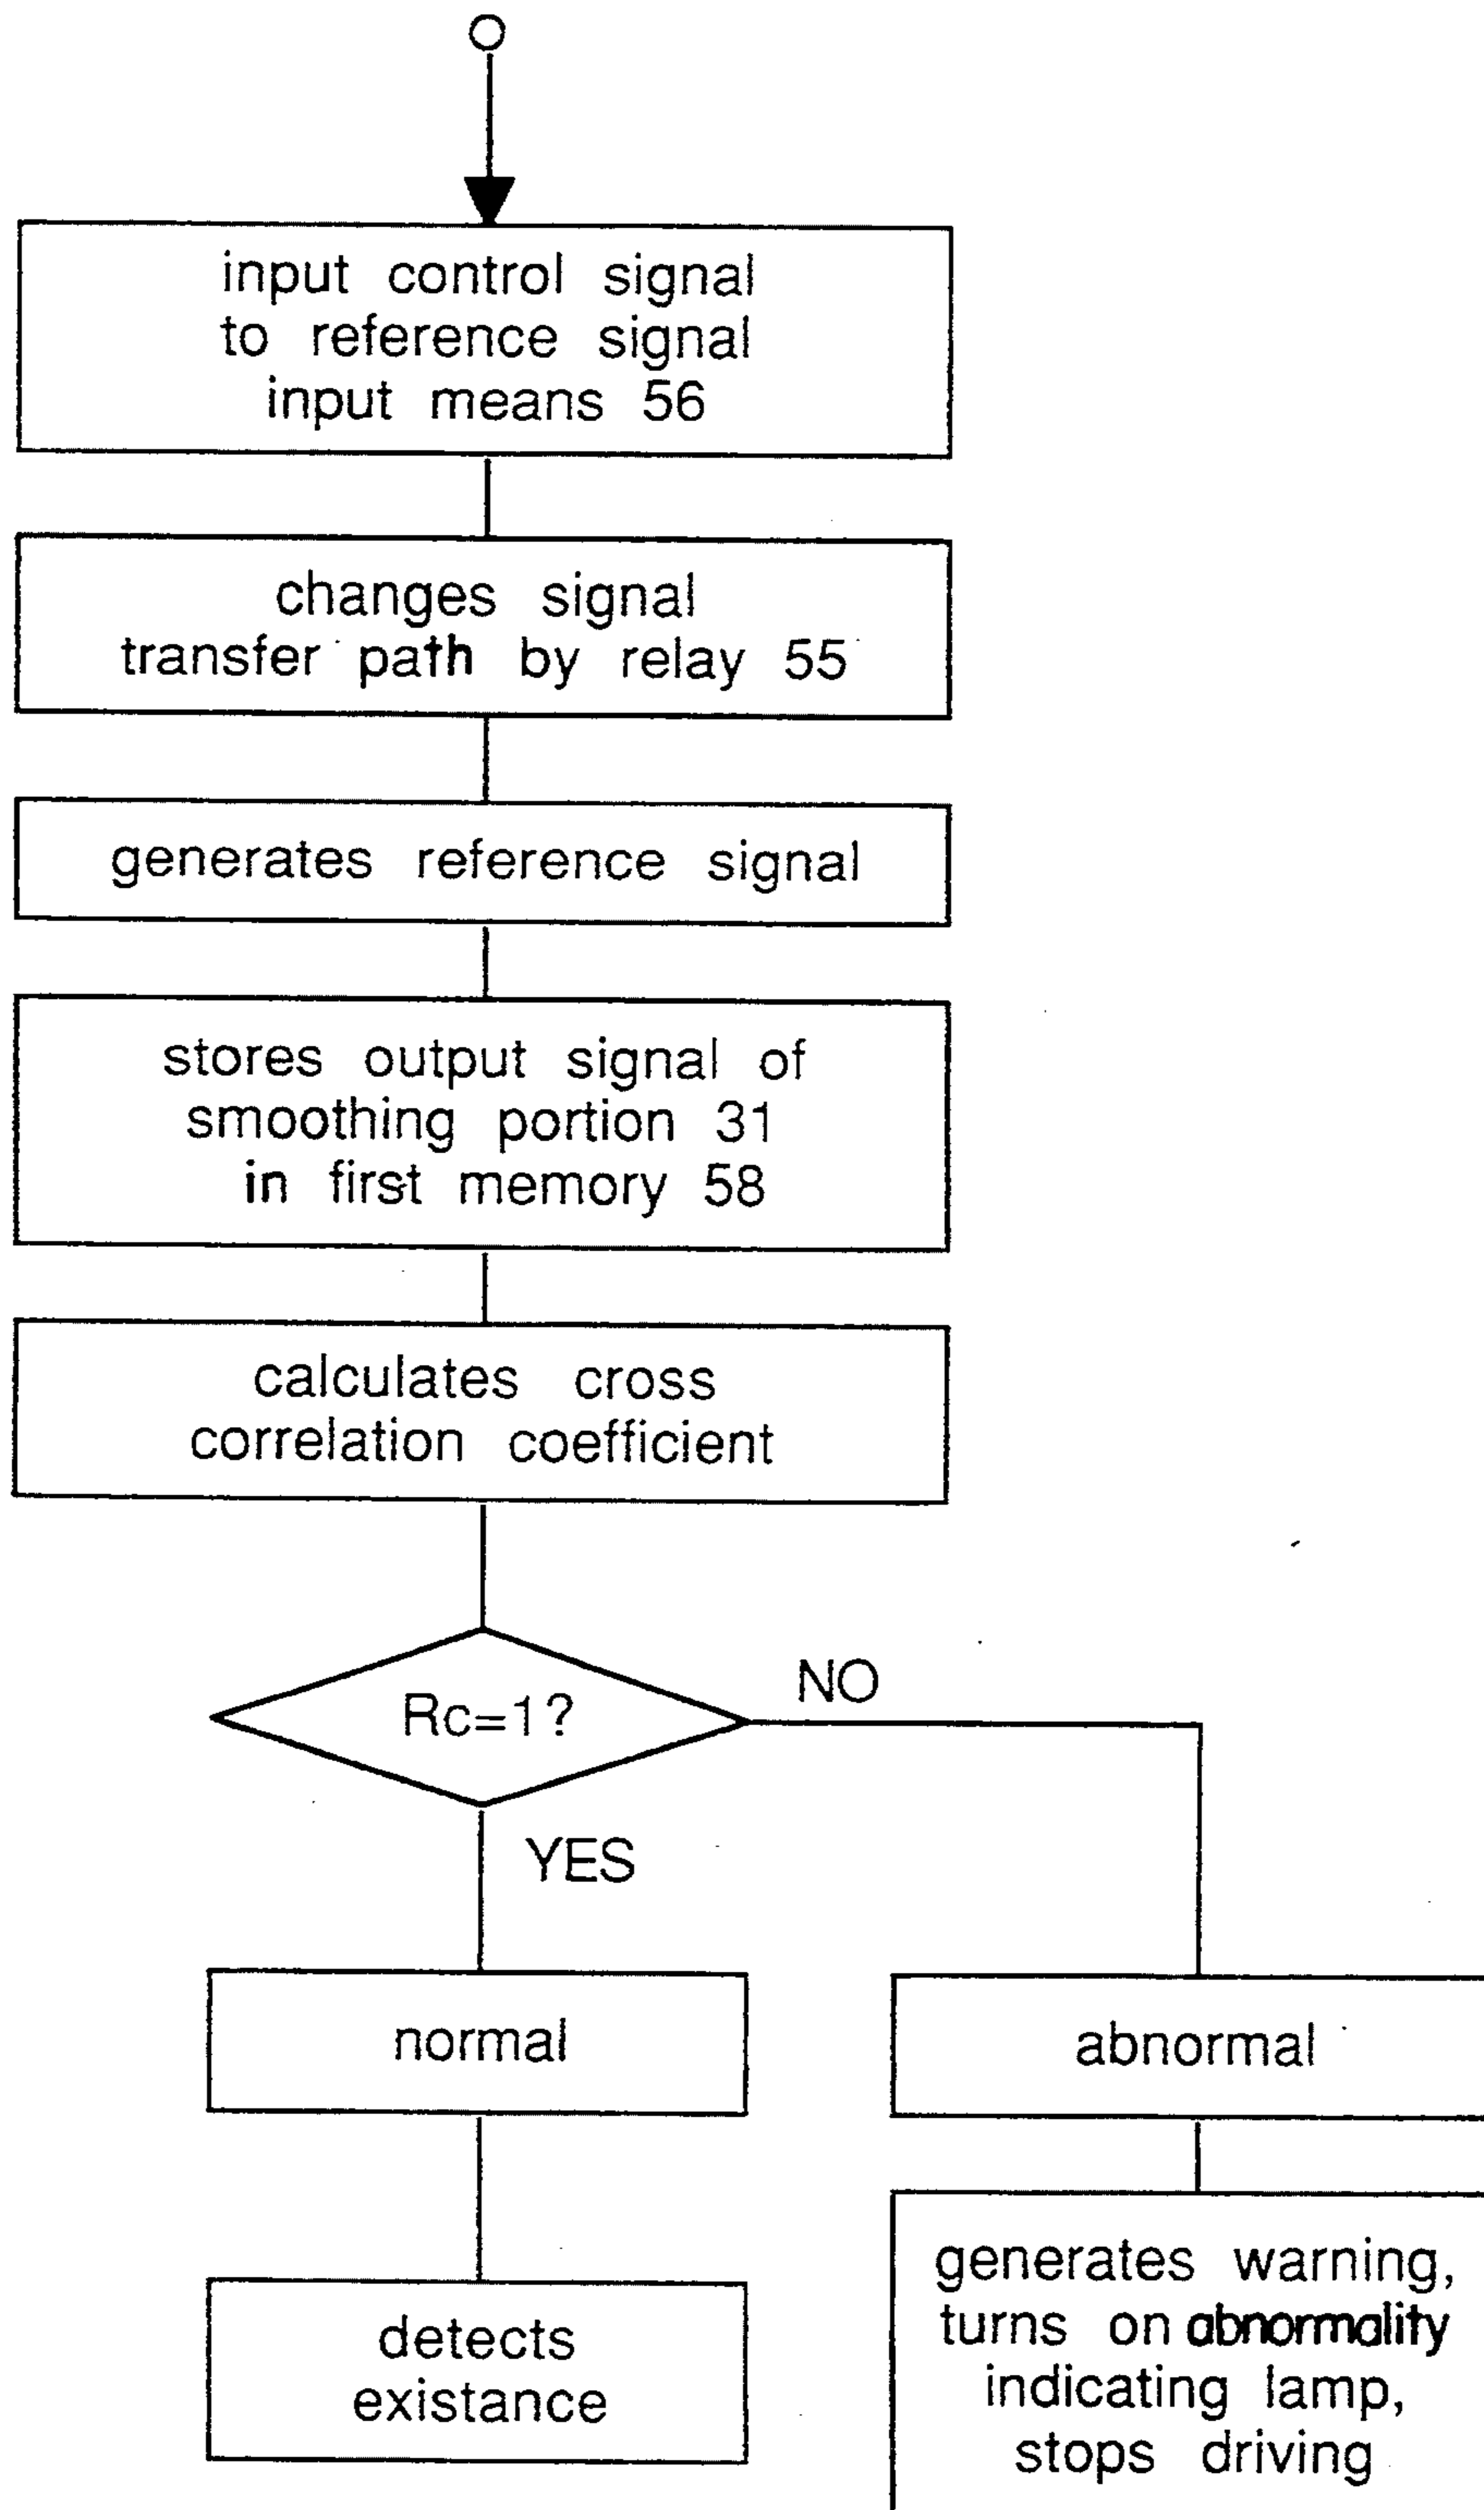 input control signal
to reference signal
input means 56
changes signal
transfer path by relay 55
generates reference signal
stores output signal of
smoothing portion 31
in first memory 58
calculates cross
correlation coefficient
Rc=1?
NO
YES
normal
abnormal
detects
existance
generates warning,
turns on abnormality
indicating lamp,
stops driving